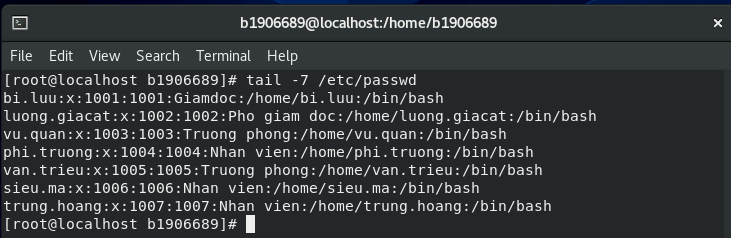 b1906689@localhost:/home/b1906689
×
File Edit View Search Terminal Help
[root@localhost b1906689]# tail -7 /etc/passwd
bi.luu:x:1001:1001:Giamdoc:/home/bi.luu:/bin/bash
luong.giacat:x:1002:1002:Pho giam doc:/home/luong.giacat:/bin/bash
vu.quan:x:1003:1003:Truong phong:/home/vu.quan:/bin/bash
phi.truong:x:1004:1004:Nhan vien:/home/phi.truong:/bin/bash
van.trieu:x:1005:1005:Truong phong:/home/van.trieu:/bin/bash
sieu.ma:x:1006:1006:Nhan vien:/home/sieu.ma:/bin/bash
trung.hoang:x:1007:1007:Nhan vien:/home/trung.hoang:/bin/bash
[root@localhost b1906689]#